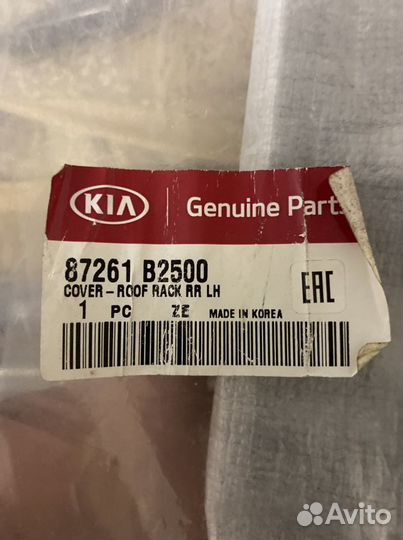 KIA
Genuine Parts
87261 B2500
COVER-ROOF RACK RR LH
1 PC ZE MADE IN KOREA
EAC
Avito